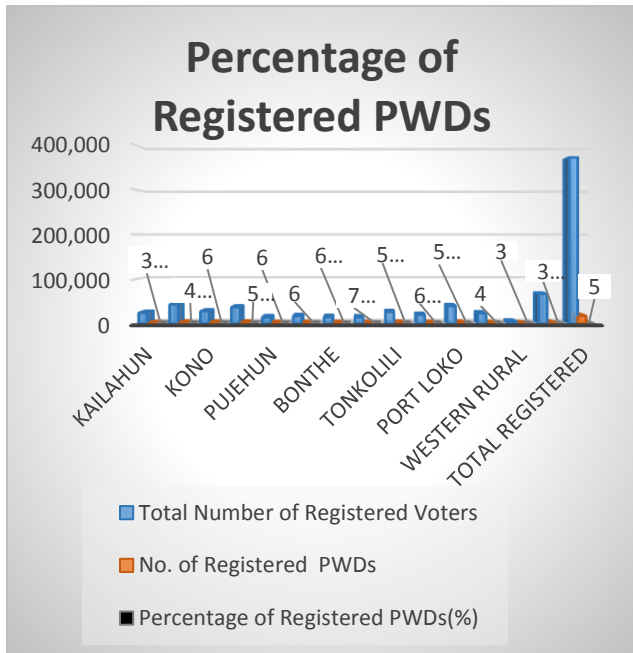 Percentage of
Registered PWDs
400,000
300,000
200,000
100,000
0
3...
4...
6
5...
6
6
6...
7...
5...
6...
5...
4
3
3...
5
KAILAHUN
KONO
PUJEHUN
BONTHE
TONKOLILI
PORT LOKO
WESTERN RURAL
TOTAL REGISTERED
Total Number of Registered Voters
No. of Registered PWDs
Percentage of Registered PWDs(%)